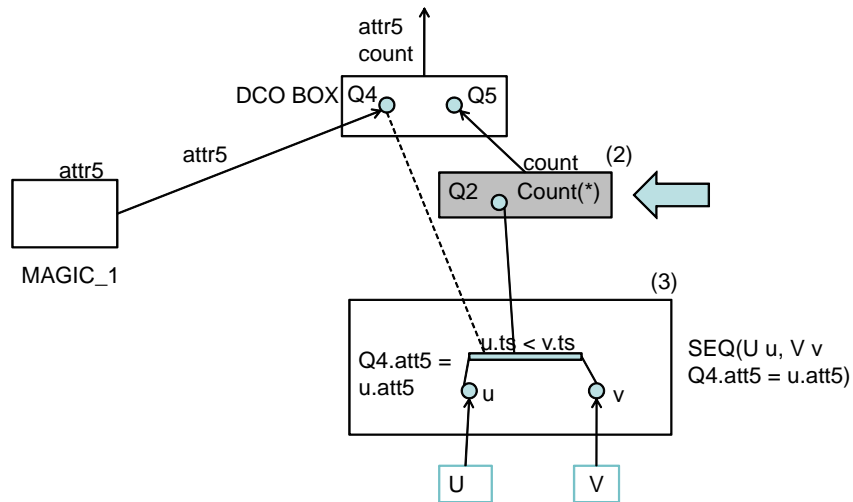 attr5
count
DCO BOX
Q4
Q5
attr5
attr5
count
(2)
Q2
Count(*)
MAGIC_1
(3)
u.ts < v.ts
Q4.att5 =
u.att5
SEQ(U u, V v
Q4.att5 = u.att5)
u
v
U
V